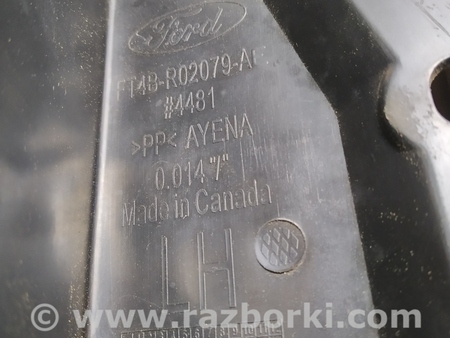 Ford
FT4B-R02079-A
#4481
>PP< AYENA
0.014"/"
Made in Canada
LH
© www.razborki.com